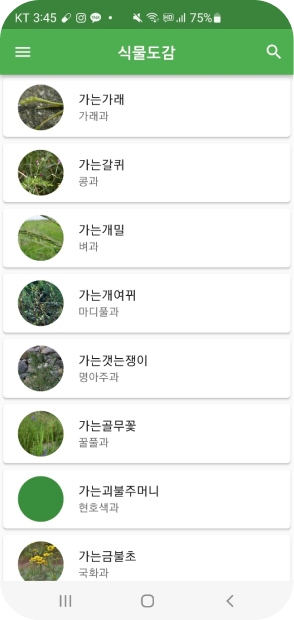 KT 3:45
75%
식물도감
가는가래
가래과
가는갈퀴
콩과
가는개밀
벼과
가는개여뀌
마디풀과
가는갯는쟁이
명아주과
가는골무꽃
꿀풀과
가는괴불주머니
현호색과
가는금불초
국화과